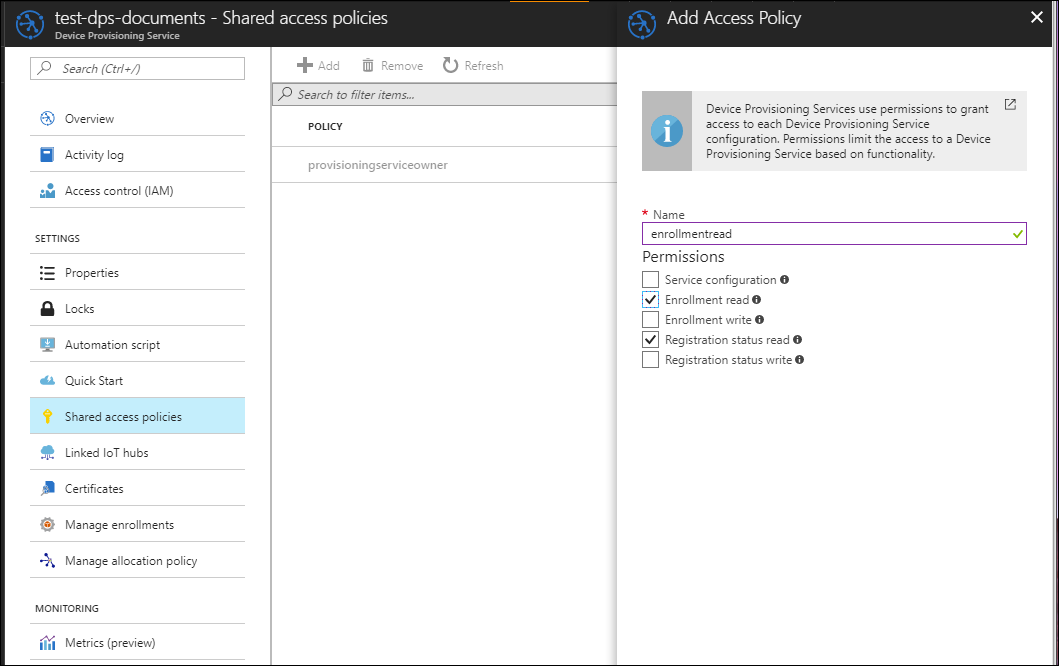 test-dps-documents - Shared access policies
Device Provisioning Service
Search (Ctrl+/)
Overview
Activity log
Access control (IAM)
SETTINGS
Properties
Locks
Automation script
Quick Start
Shared access policies
Linked IoT hubs
Certificates
Manage enrollments
Manage allocation policy
MONITORING
Metrics (preview)
Add
Remove
Refresh
Search to filter items...
POLICY
provisioningserviceowner
Add Access Policy
Device Provisioning Services use permissions to grant
access to each Device Provisioning Service
configuration. Permissions limit the access to a Device
Provisioning Service based on functionality.
* Name
enrollmentread
Permissions
Service configuration
Enrollment read
Enrollment write
Registration status read
Registration status write